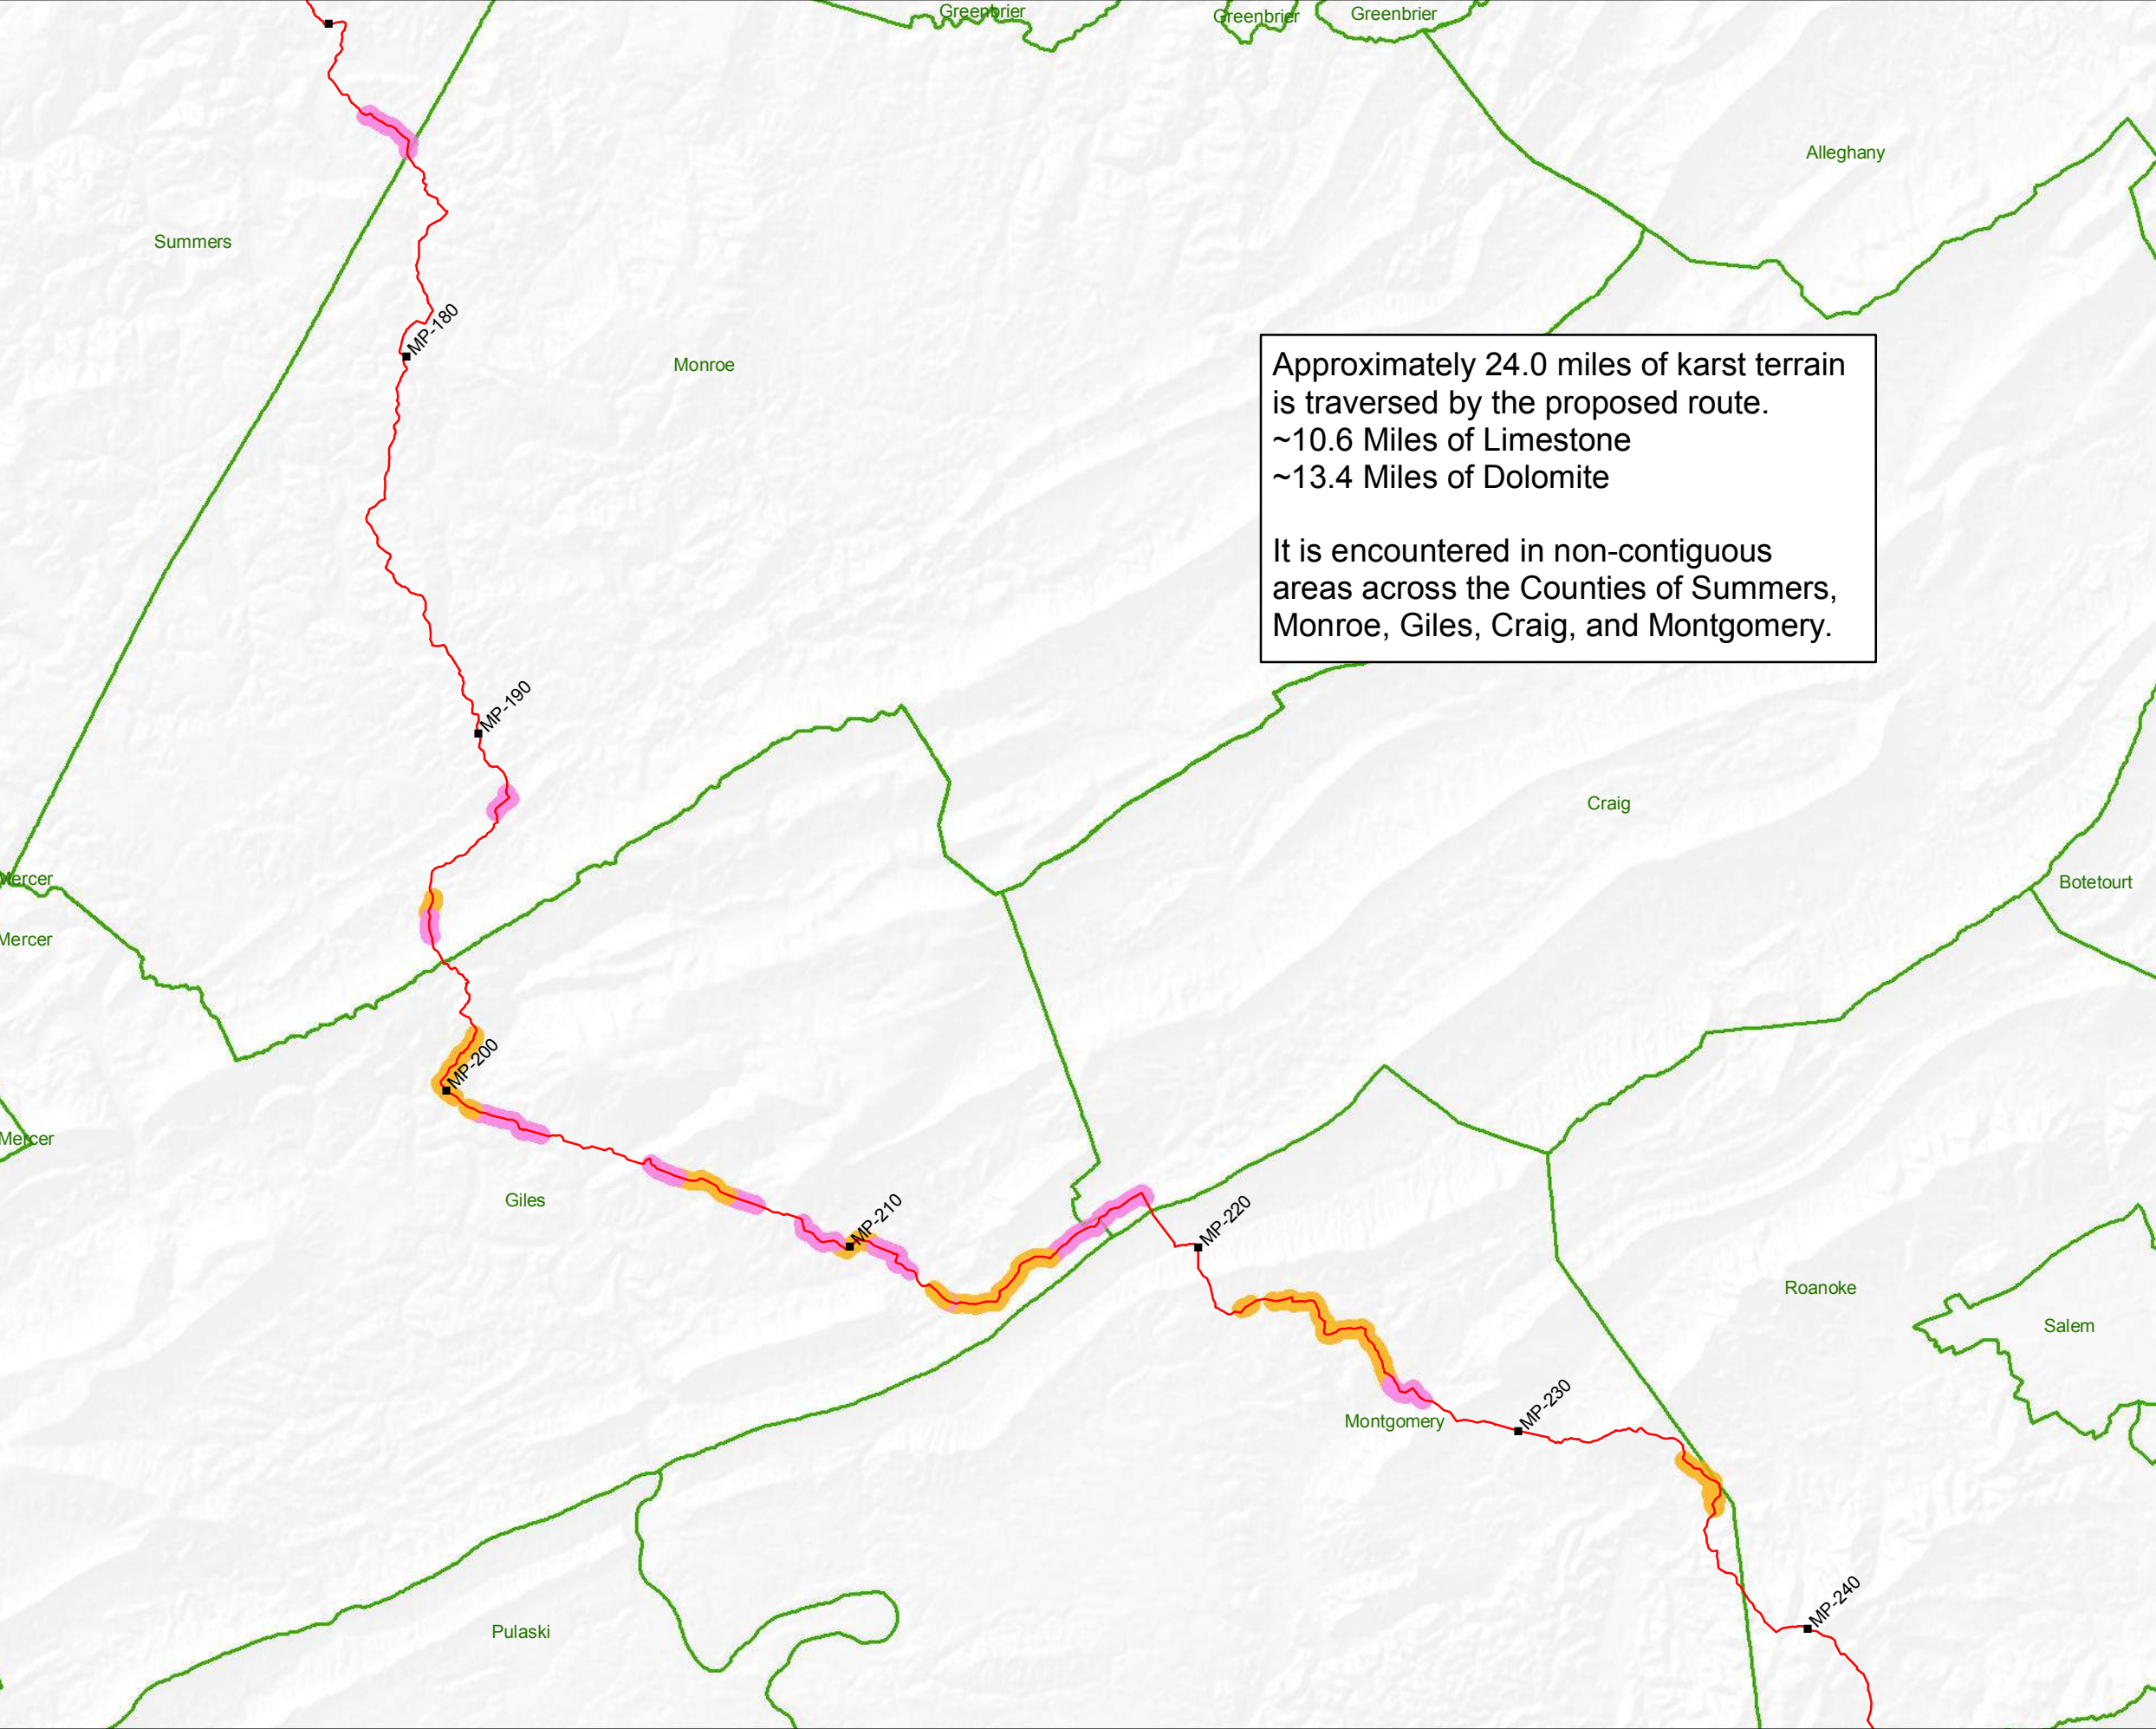 Greenbrier
Greenbrier
Greenbrier
Alleghany
Summers
MP-180
Monroe
Approximately 24.0 miles of karst terrain
is traversed by the proposed route.
~10.6 Miles of Limestone
~13.4 Miles of Dolomite
It is encountered in non-contiguous
areas across the Counties of Summers,
Monroe, Giles, Craig, and Montgomery.
MP-190
Craig
Mercer
Botetourt
Mercer
MP-200
Mercer
Giles
MP-210
MP-220
Roanoke
Salem
MP-230
Montgomery
MP-240
Pulaski